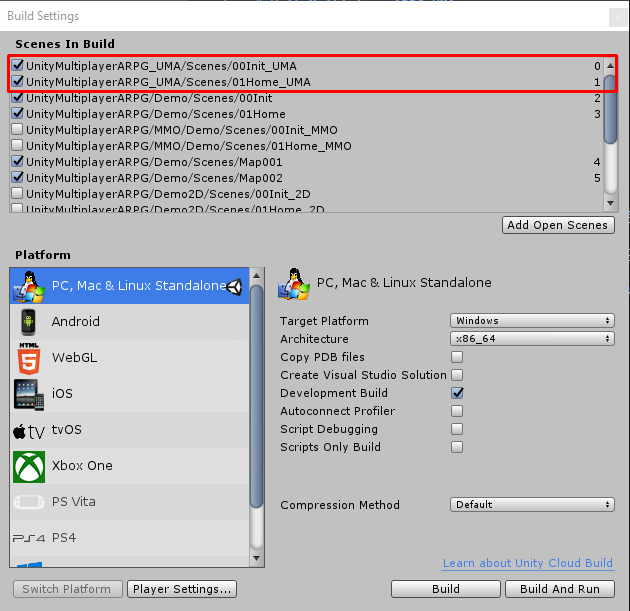 Build Settings
Scenes In Build
UnityMultiplayerARPG_UMA/Scenes/00Init_UMA 0
UnityMultiplayerARPG_UMA/Scenes/01Home_UMA 1
UnityMultiplayerARPG/Demo/Scenes/00Init 2
UnityMultiplayerARPG/Demo/Scenes/01Home 3
UnityMultiplayerARPG/MMO/Demo/Scenes/00Init_MMO
UnityMultiplayerARPG/MMO/Demo/Scenes/01Home_MMO
UnityMultiplayerARPG/Demo/Scenes/Map001 4
UnityMultiplayerARPG/Demo/Scenes/Map002 5
UnityMultiplayerARPG/Demo2D/Scenes/00Init_2D
UnityMultiplayerARPG/Demo2D/Scenes/01Home_2D
Add Open Scenes
Platform
PC, Mac & Linux Standalone
Android
HTML
5
WebGL
iOS
tv
tvOS
Xbox One
PS Vita
PS4
PS4
PC, Mac & Linux Standalone
Target Platform Windows
Architecture x86_64
Copy PDB files
Create Visual Studio Solution
Development Build
Autoconnect Profiler
Script Debugging
Scripts Only Build
Compression Method Default
Learn about Unity Cloud Build
Switch Platform
Player Settings...
Build
Build And Run